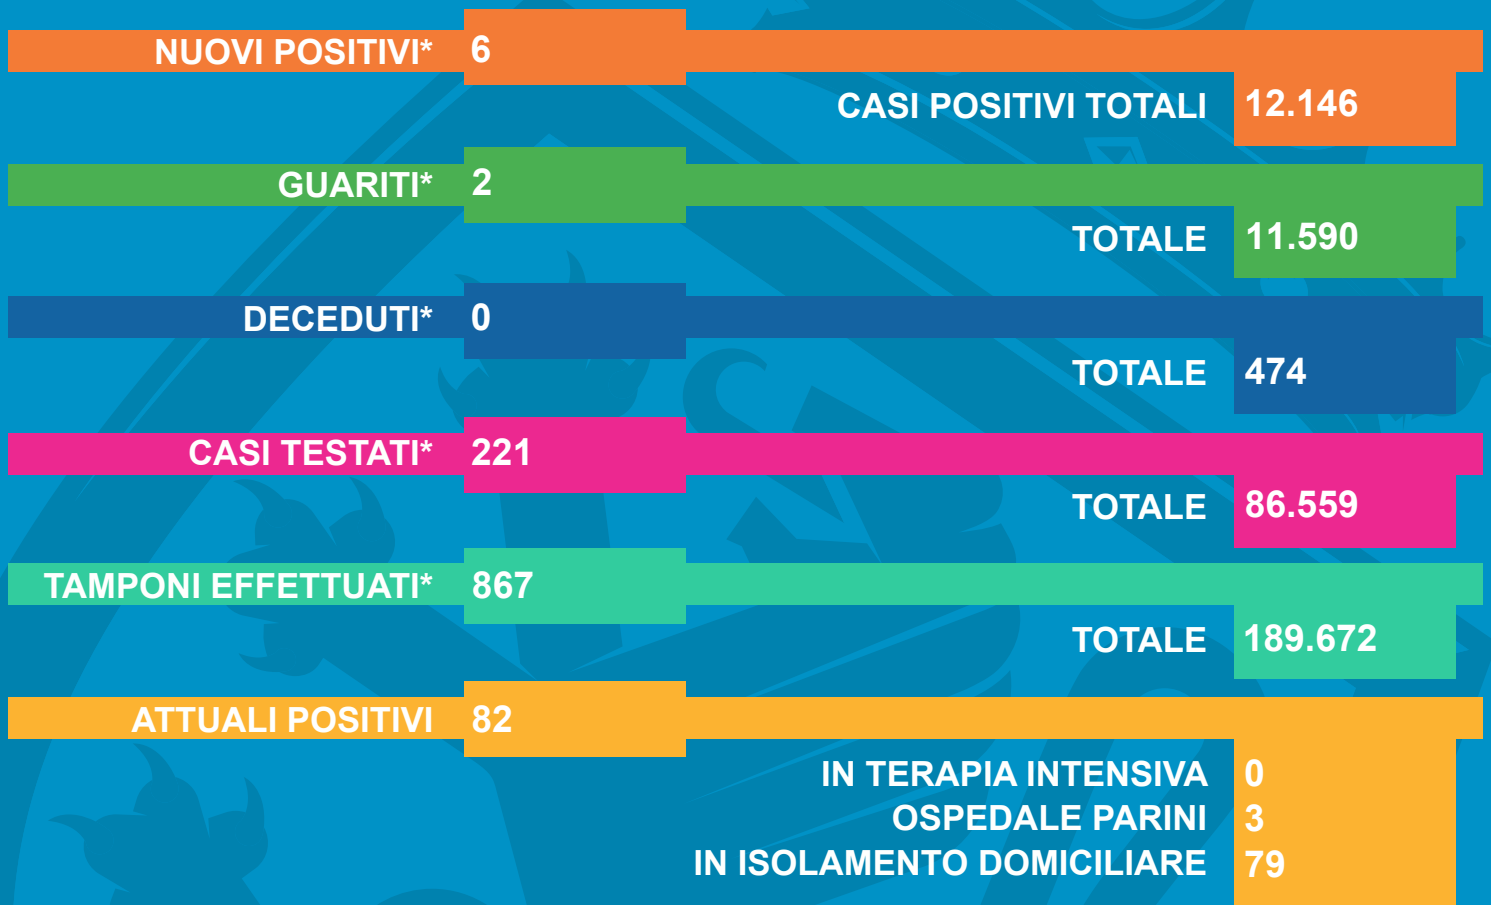 NUOVI POSITIVI* 6
CASI POSITIVI TOTALI 12.146
GUARITI* 2
TOTALE 11.590
DECEDUTI* 0
TOTALE 474
CASI TESTATI* 221
TOTALE 86.559
TAMPONI EFFETTUATI* 867
TOTALE 189.672
ATTUALI POSITIVI 82
IN TERAPIA INTENSIVA 0
OSPEDALE PARINI 3
IN ISOLAMENTO DOMICILIARE 79